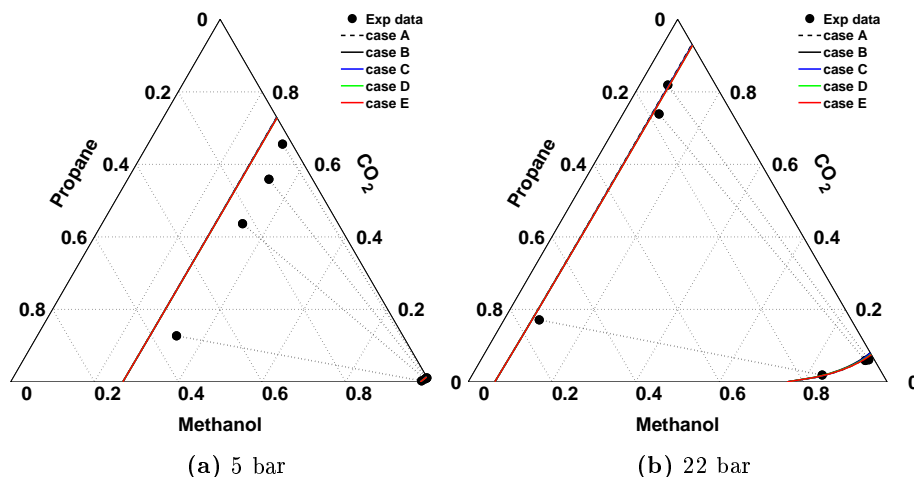 0
Exp data
case A
case B
case C
case D
case E
0.2
0.8
Propane
CO2
0.4
0.6
0.6
0.4
0.8
0.2
0
0.2
0.4
0.6
0.8
0
Methanol
(a) 5 bar
0
Exp data
case A
case B
case C
case D
case E
0.2
0.8
Propane
CO2
0.4
0.6
0.6
0.4
0.8
0.2
0
0.2
0.4
0.6
0.8
0
Methanol
(b) 22 bar